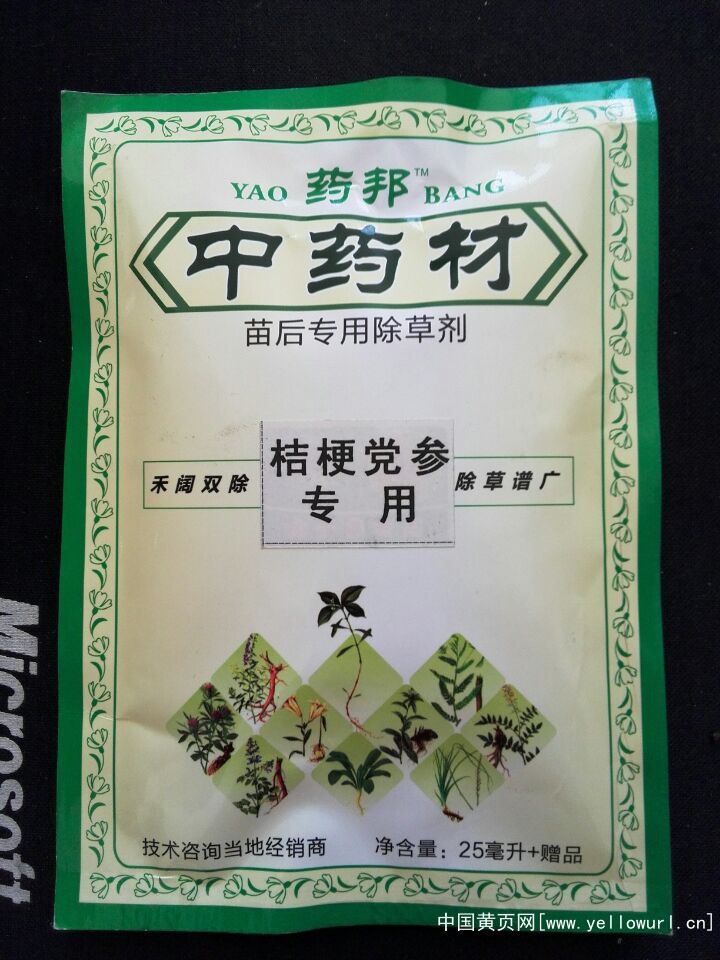 YAO 药邦™ BANG
中药材
苗后专用除草剂
禾阔双除
桔梗党参
专用
除草谱广
技术咨询当地经销商 净含量：25毫升+赠品
Microsoft
中国黄页网[www.yellowurl.cn]